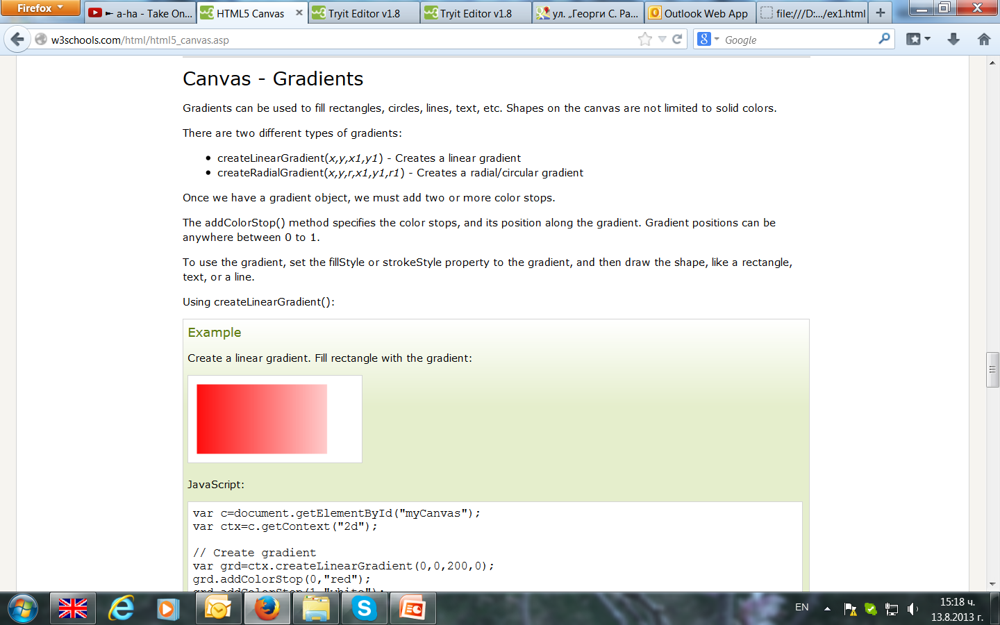 Firefox
► a-ha - Take On...
HTML5 Canvas
Tryit Editor v1.8
Tryit Editor v1.8
ул. „Георги С. Ра...
Outlook Web App
file:///D:.../ex1.html
w3schools.com/html/html5_canvas.asp
Google
Canvas - Gradients
Gradients can be used to fill rectangles, circles, lines, text, etc. Shapes on the canvas are not limited to solid colors.
There are two different types of gradients:
createLinearGradient(x,y,x1,y1) - Creates a linear gradient
createRadialGradient(x,y,r,x1,y1,r1) - Creates a radial/circular gradient
Once we have a gradient object, we must add two or more color stops.
The addColorStop() method specifies the color stops, and its position along the gradient. Gradient positions can be
anywhere between 0 to 1.
To use the gradient, set the fillStyle or strokeStyle property to the gradient, and then draw the shape, like a rectangle,
text, or a line.
Using createLinearGradient():
Example
Create a linear gradient. Fill rectangle with the gradient:
JavaScript:
var c=document.getElementById("myCanvas");
var ctx=c.getContext("2d");
// Create gradient
var grd=ctx.createLinearGradient(0,0,200,0);
grd.addColorStop(0,"red");
grd.addColorStop(1,"white");
EN
15:18 ч.
13.8.2013 г.